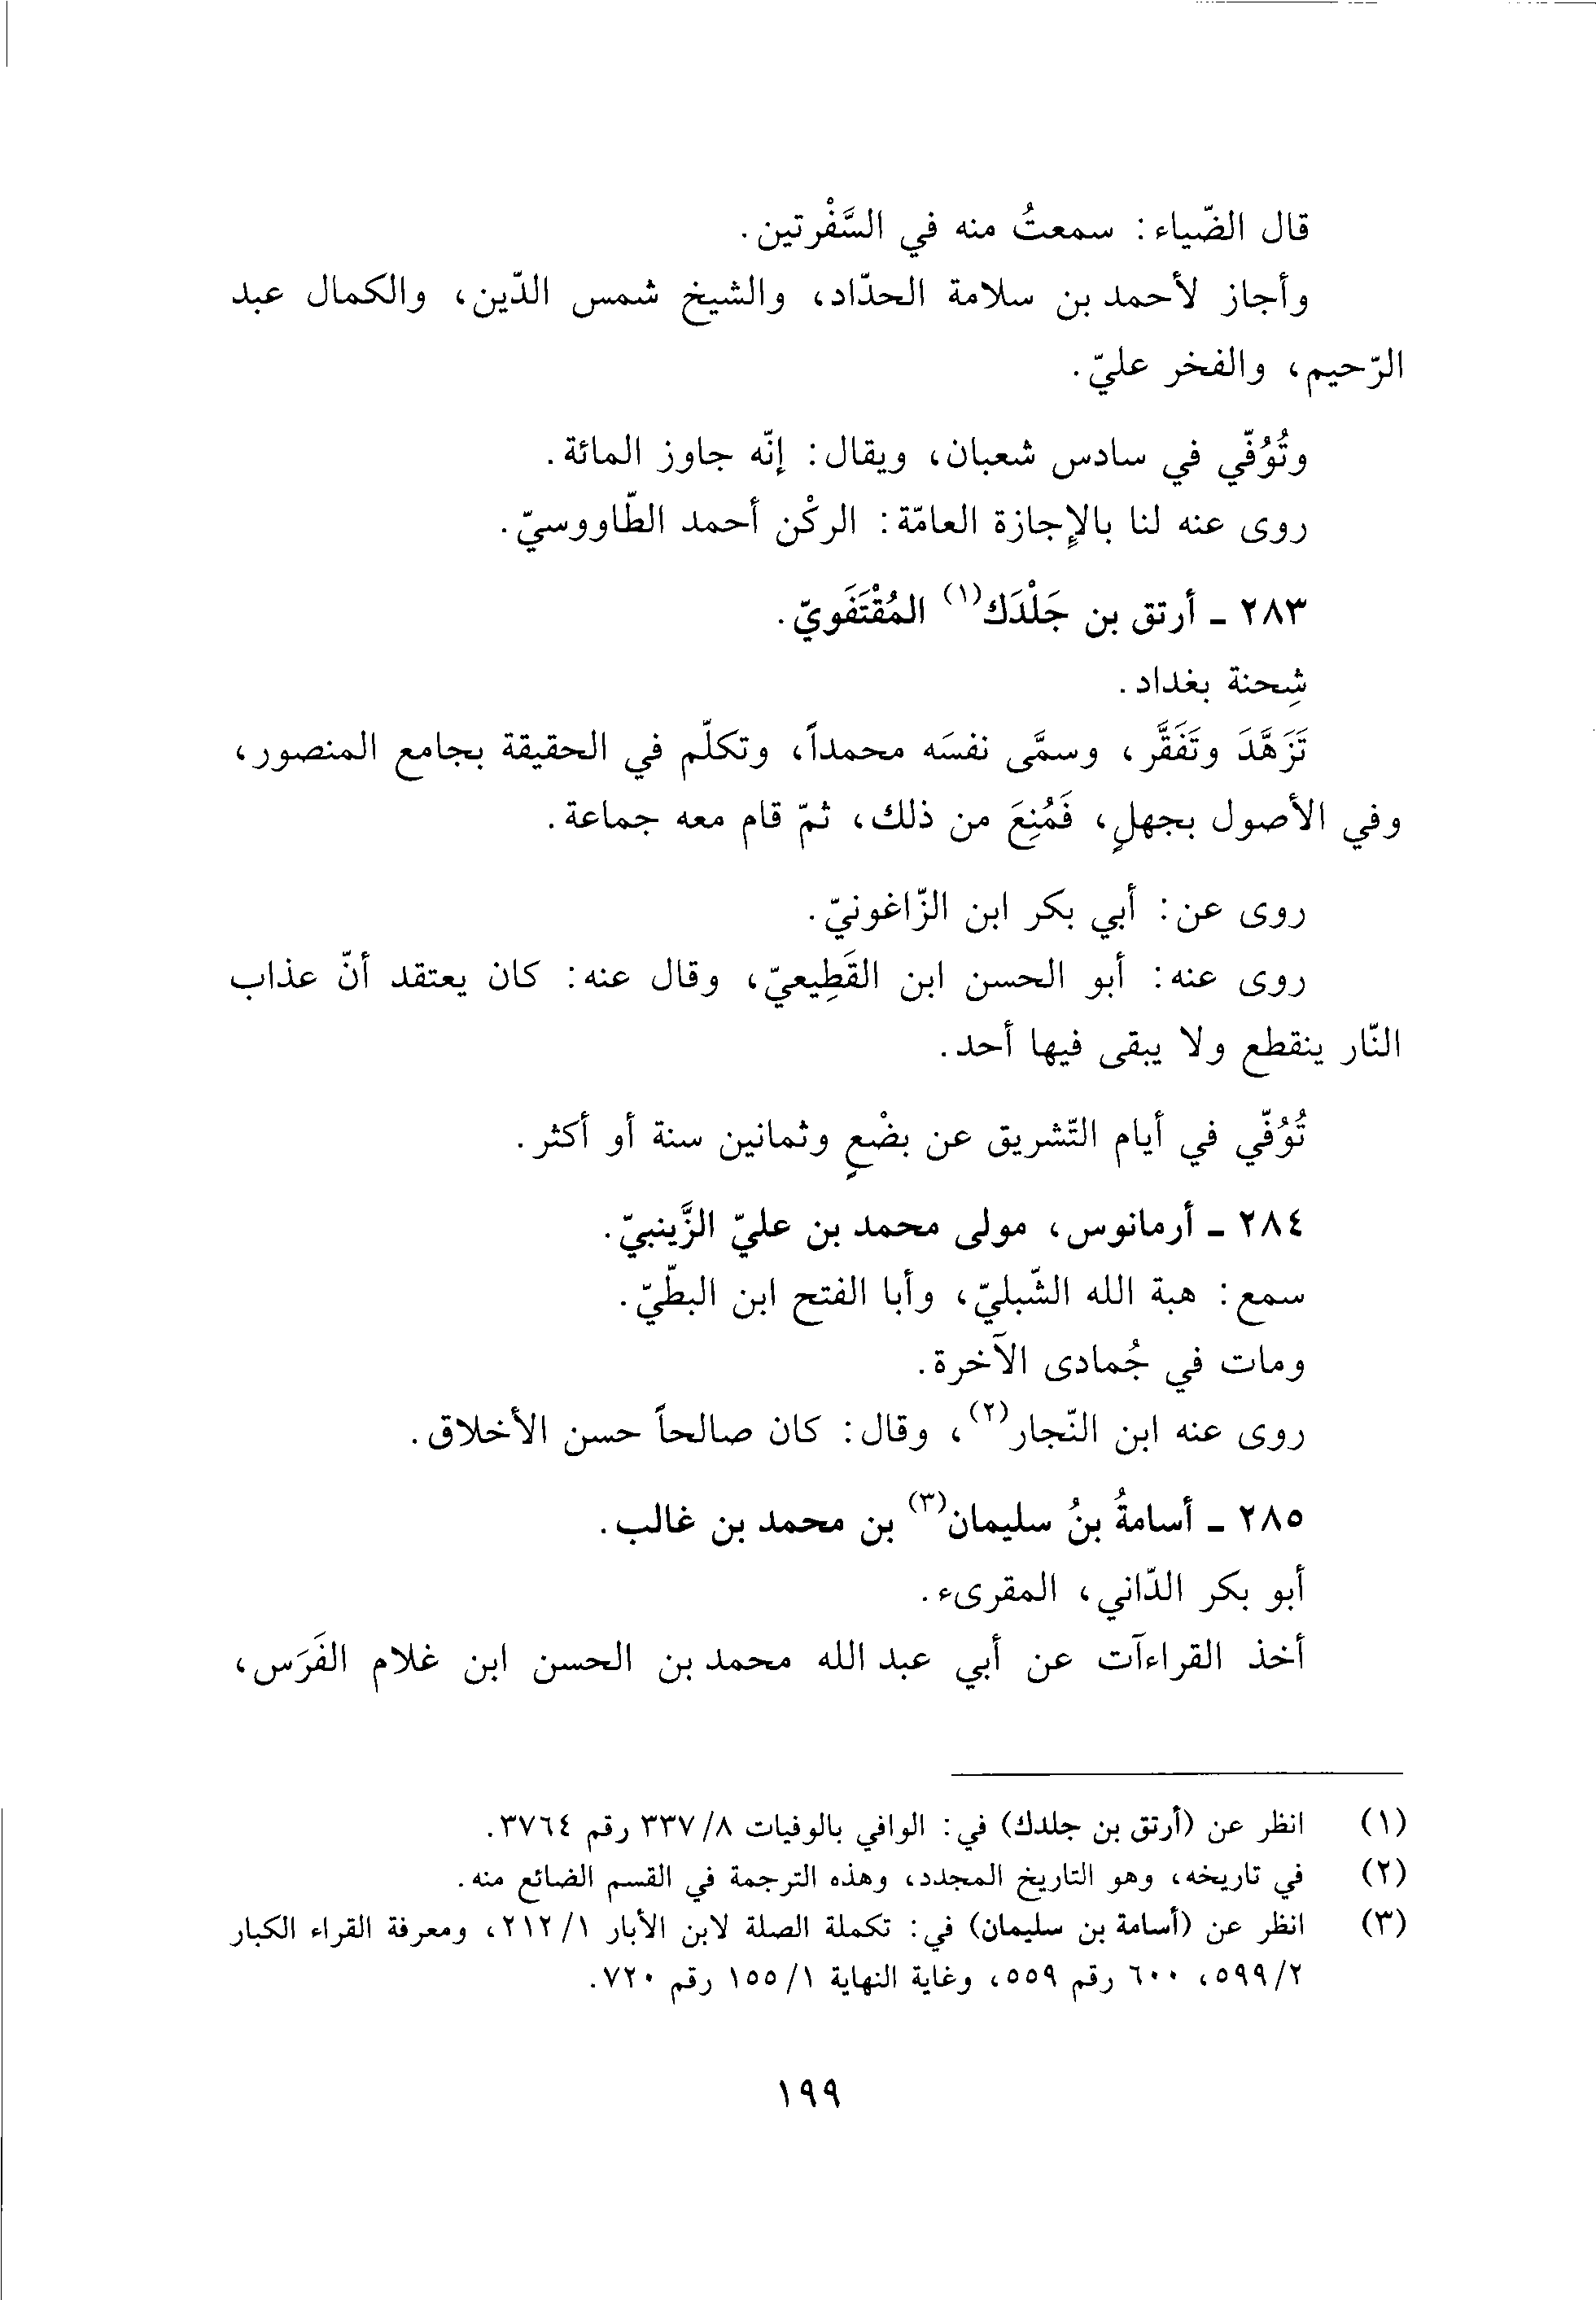 قال الضّياء: سمعتُ منه في السَّفْرتين.
وأجاز لأحمد بن سلامة الحدّاد، والشيخ شمس الدّين، والكمال عبد
الرّحيم، والفخر عليّ.
وتُوُفّي في سادس شعبان، ويقال: إنّه جاوز المائة.
روى عنه لنا بالإِجازة العامّة: الركْن أحمد الطّاووسيّ.
٢٨٣ - أرتق بن جَلْدَك(١) المُقْتَفَويّ.
شِحنة بغداد.
تَزَهَّدَ وتَفَقَّر، وسمَّى نفسَه محمداً، وتكلّم في الحقيقة بجامع المنصور،
وفي الأصول بجهلٍ، فَمُنِعَ من ذلك، ثمّ قام معه جماعة.
روى عن: أبي بكر ابن الزّاغونيّ.
روى عنه: أبو الحسن ابن القَطِيعيّ، وقال عنه: كان يعتقد أنّ عذاب
النّار ينقطع ولا يبقى فيها أحد.
تُوُفّي في أيام التّشريق عن بضْعٍ وثمانين سنة أو أكثر.
٢٨٤ - أرمانوس، مولى محمد بن عليّ الزَّينبيّ.
سمع: هبة الله الشّبليّ، وأبا الفتح ابن البطّيّ.
ومات في جُمادى الآخرة.
روى عنه ابن النّجار(٢)، وقال: كان صالحاً حسن الأخلاق.
٢٨٥ - أسامةُ بنُ سليمان(٣) بن محمد بن غالب.
أبو بكر الدّاني، المقرىء.
أخذ القراءآت عن أبي عبد الله محمد بن الحسن ابن غلام الفَرَس،
(١) انظر عن (أرتق بن جلدك) في: الوافي بالوفيات ٨/ ٣٣٧ رقم ٣٧٦٤.
(٢) في تاريخه، وهو التاريخ المجدد، وهذه الترجمة في القسم الضائع منه.
(٣) انظر عن (أسامة بن سليمان) في: تكملة الصلة لابن الأبار ١/ ٢١٢، ومعرفة القراء الكبار
٢/ ٥٩٩، ٦٠٠ رقم ٥٥٩، وغاية النهاية ١/ ١٥٥ رقم ٧٢٠.
١٩٩